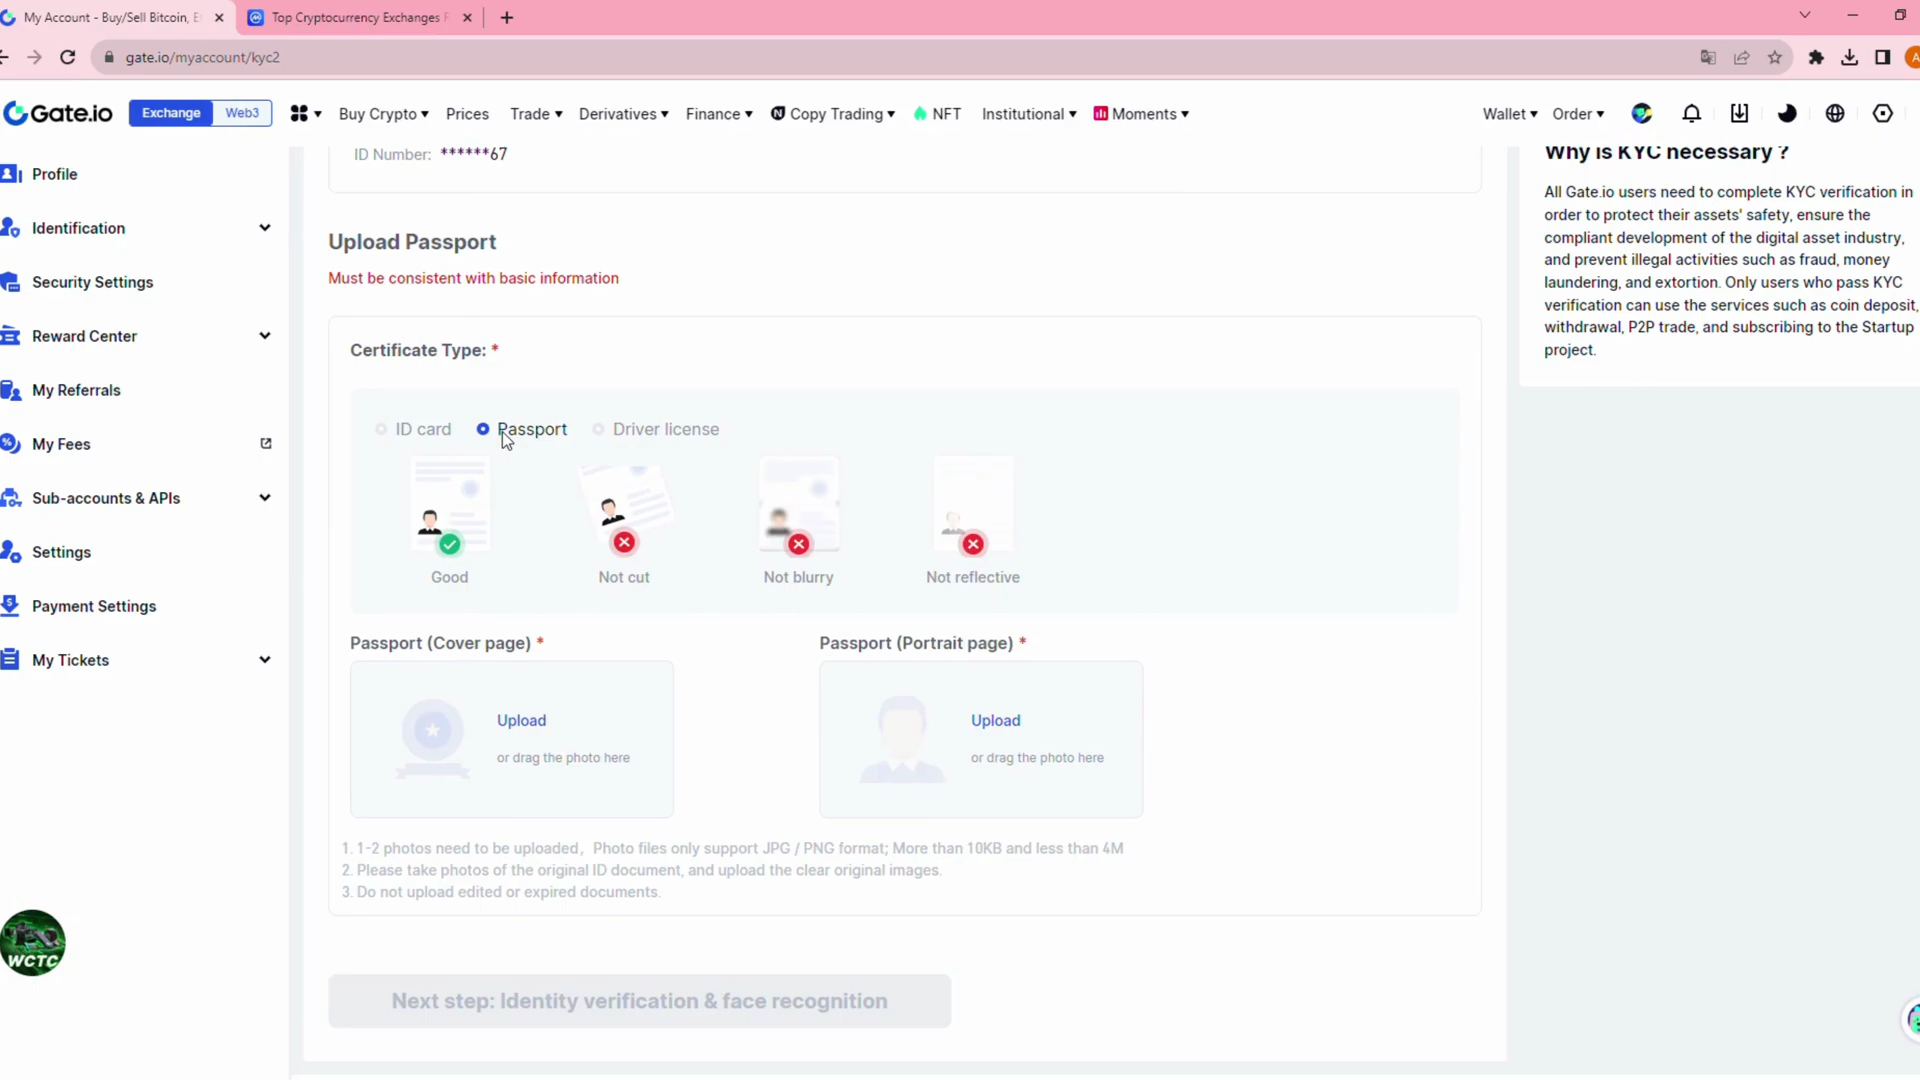 My Account - Buy/Sell Bitcoin, E
Top Cryptocurrency Exchanges
gate.io/myaccount/kyc2
A
Gate.io
Exchange
Web3
Buy Crypto
Prices
Trade
Derivatives
Finance
Copy Trading
NFT
Institutional
Moments
Wallet
Order
Profile
Identification
Security Settings
Reward Center
My Referrals
My Fees
Sub-accounts & APIs
Settings
Payment Settings
My Tickets
WCTC
ID Number: ******67
Upload Passport
Must be consistent with basic information
Certificate Type: *
ID card
Passport
Driver license
Good
Not cut
Not blurry
Not reflective
Passport (Cover page) *
Passport (Portrait page) *
Upload
or drag the photo here
Upload
or drag the photo here
1. 1-2 photos need to be uploaded，Photo files only support JPG / PNG format; More than 10KB and less than 4M
2. Please take photos of the original ID document, and upload the clear original images.
3. Do not upload edited or expired documents.
Next step: Identity verification & face recognition
Why is KYC necessary ?
All Gate.io users need to complete KYC verification in
order to protect their assets' safety, ensure the
compliant development of the digital asset industry,
and prevent illegal activities such as fraud, money
laundering, and extortion. Only users who pass KYC
verification can use the services such as coin deposit,
withdrawal, P2P trade, and subscribing to the Startup
project.